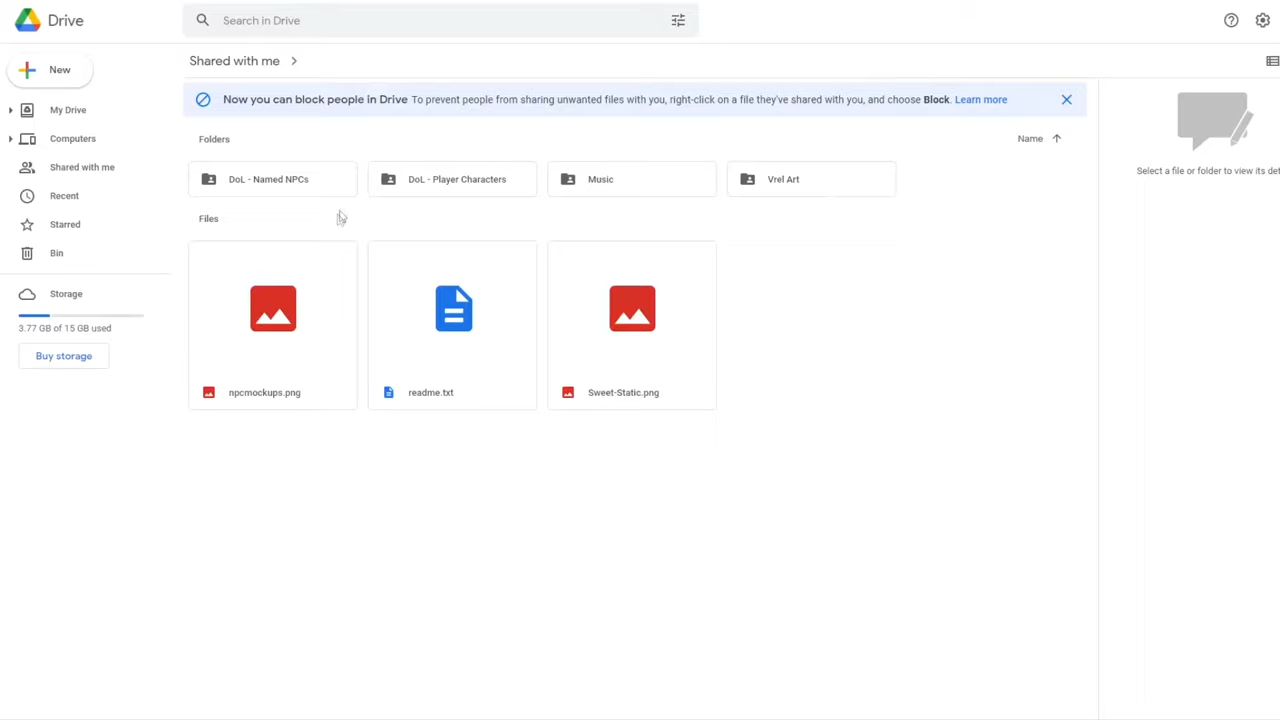 Drive
Search in Drive
New
Shared with me
My Drive
Computers
Shared with me
Recent
Starred
Bin
Storage
3.77 GB of 15 GB used
Buy storage
Now you can block people in Drive To prevent people from sharing unwanted files with you, right-click on a file they've shared with you, and choose Block. Learn more
Folders
Name
DoL - Named NPCs
DoL - Player Characters
Music
Vrel Art
Files
npcmockups.png
readme.txt
Sweet-Static.png
Select a file or folder to view its det